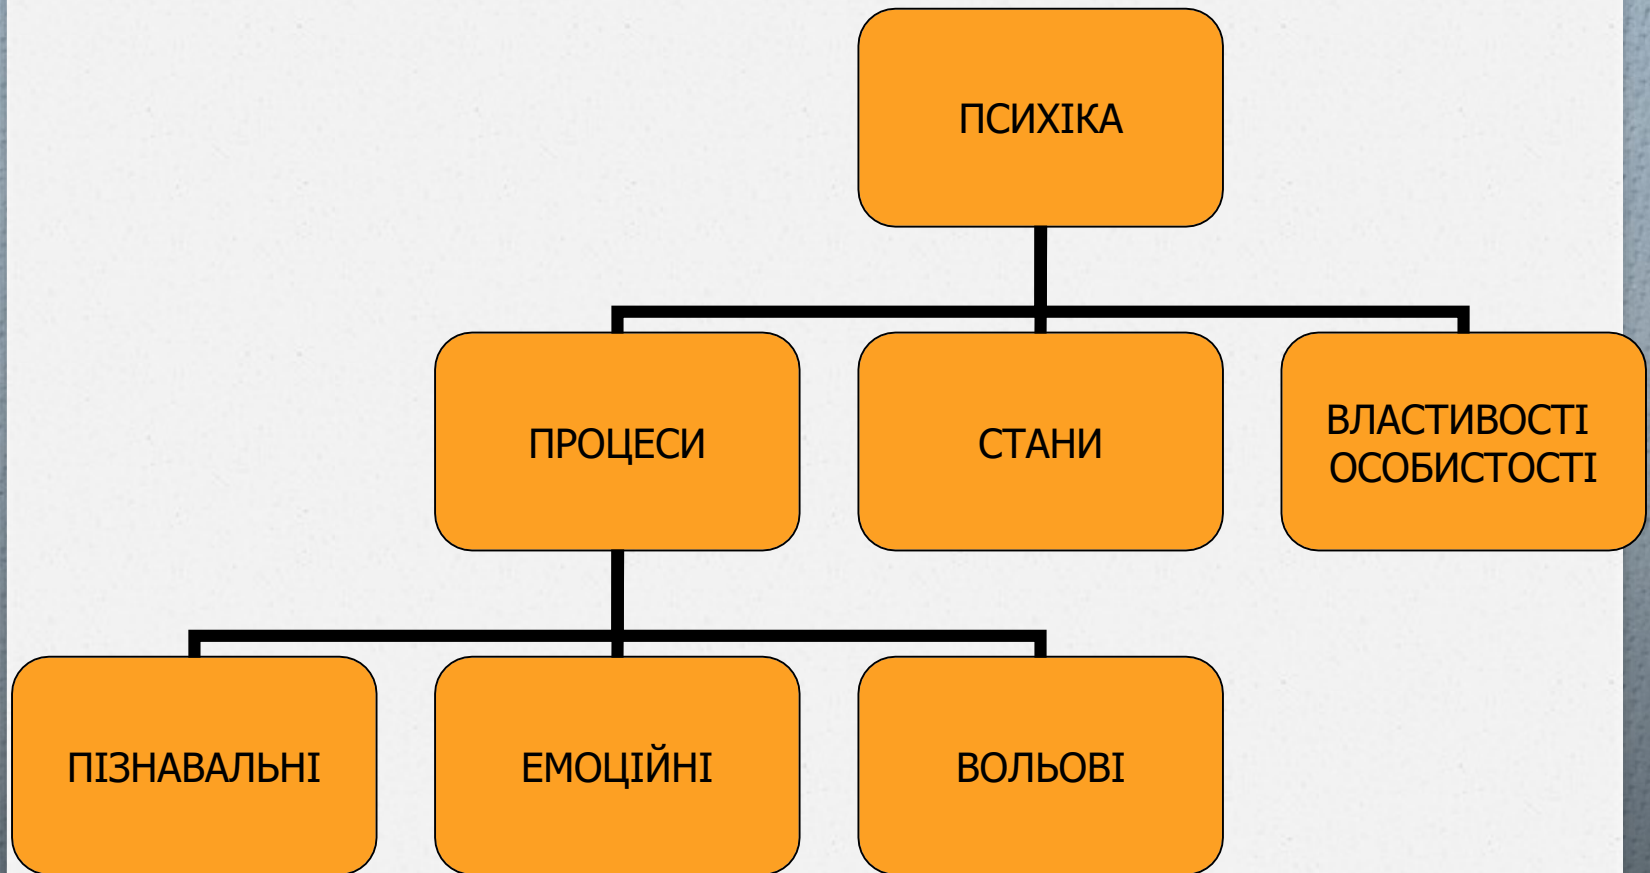 ПСИХІКА
ПРОЦЕСИ
СТАНИ
ВЛАСТИВОСТІ
ОСОБИСТОСТІ
ПІЗНАВАЛЬНІ
ЕМОЦІЙНІ
ВОЛЬОВІ